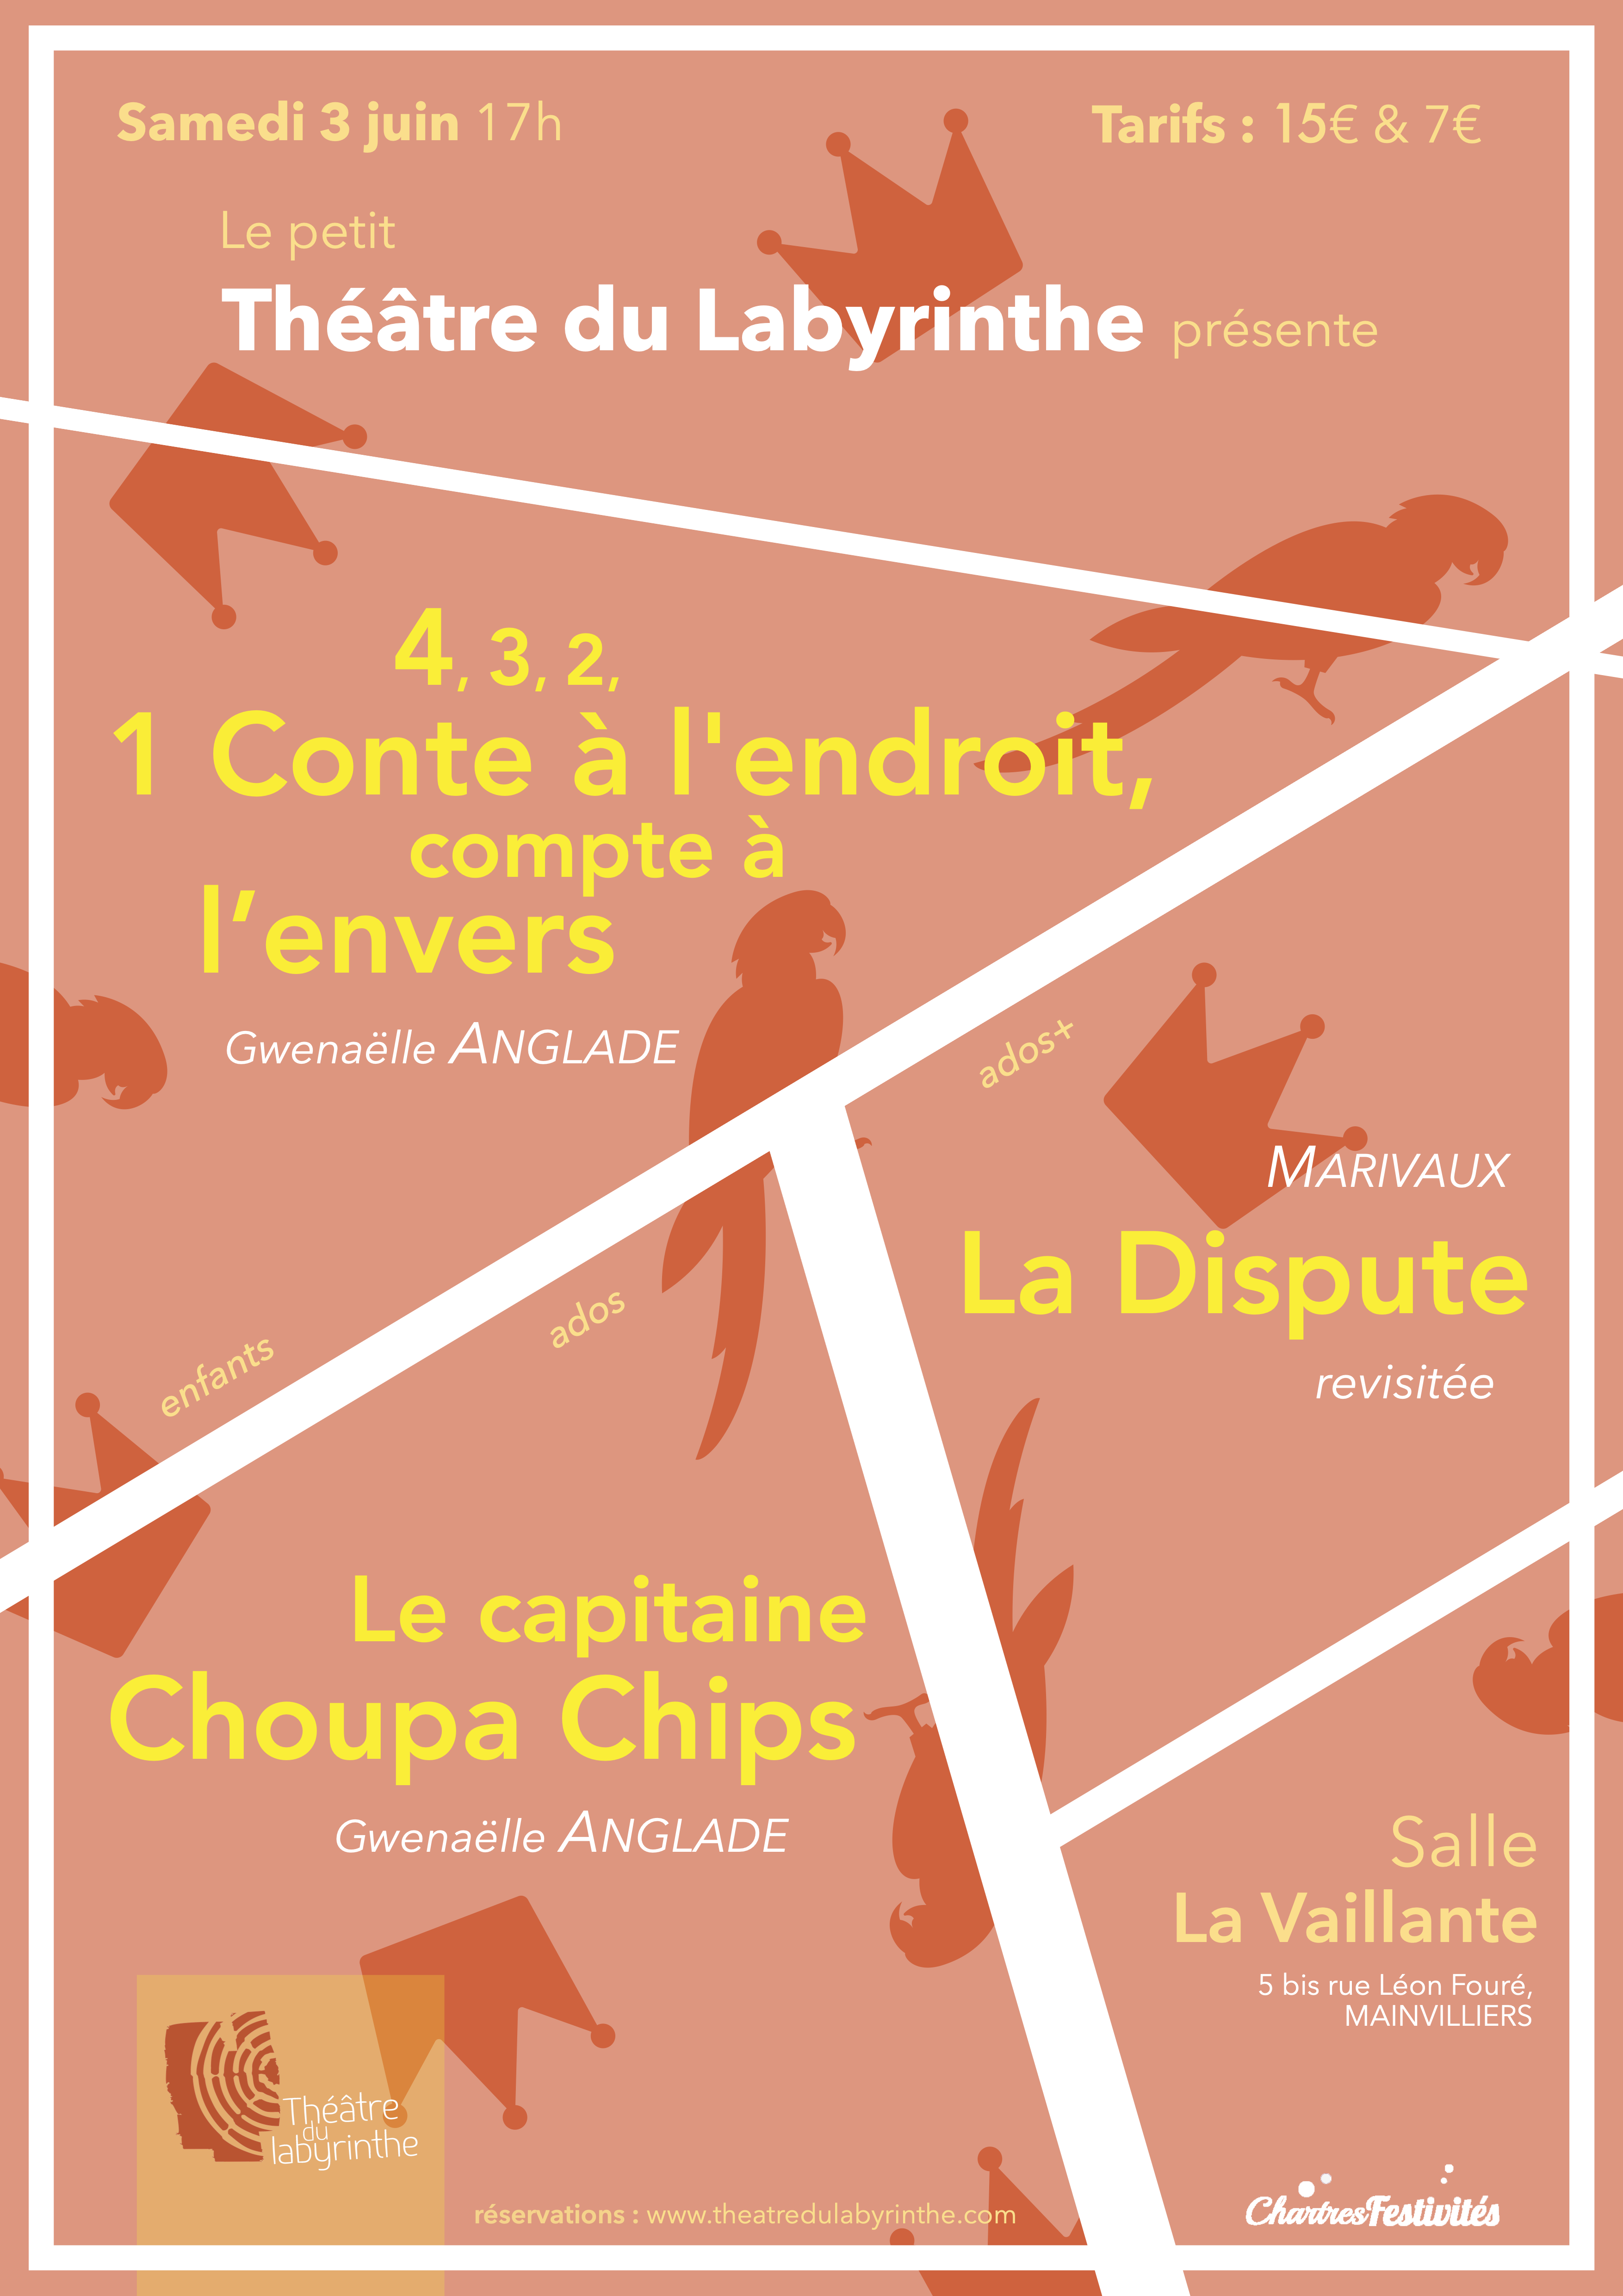 Samedi 3 juin 17h
Tarifs : 15€ & 7€
Le petit
Théâtre du Labyrinthe présente
4, 3, 2,
1 Conte à l'endroit,
compte à
l’envers
Gwenaëlle ANGLADE
enfants
ados+
MARIVAUX
La Dispute
revisitée
ados
Le capitaine
Choupa Chips
Gwenaëlle ANGLADE
Salle
La Vaillante
5 bis rue Léon Fouré,
MAINVILLIERS
Théâtre
du
labyrinthe
réservations : www.theatredulabyrinthe.com
ChartresFestivités